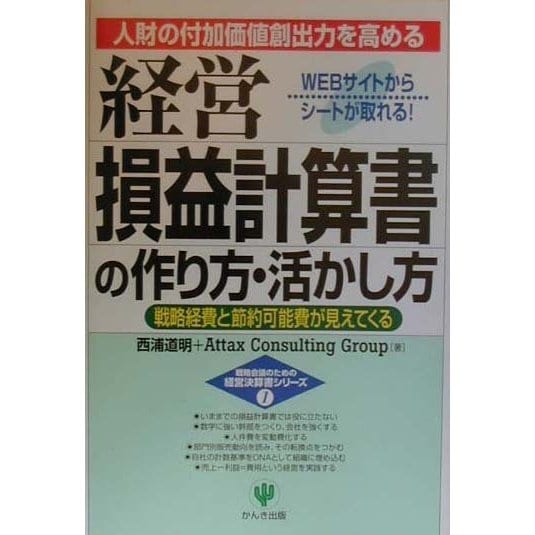 人財の付加価値創出力を高める
経営
WEBサイトから
シートが取れる!
損益計算書
の作り方・活かし方
戦略経費と節約可能費が見えてくる
西浦道明+Attax Consulting Group[著]
戦略会議のための
経営決算書シリーズ
1
★いままでの損益計算書では役に立たない
★数字に強い幹部をつくり、会社を強くする
★人件費を変動費化する
★部門別販売動向を読み、その転換点をつかむ
★自社の計数基準をDNAとして組織に埋め込む
★売上ー利益=費用という経営を実践する
かんき出版